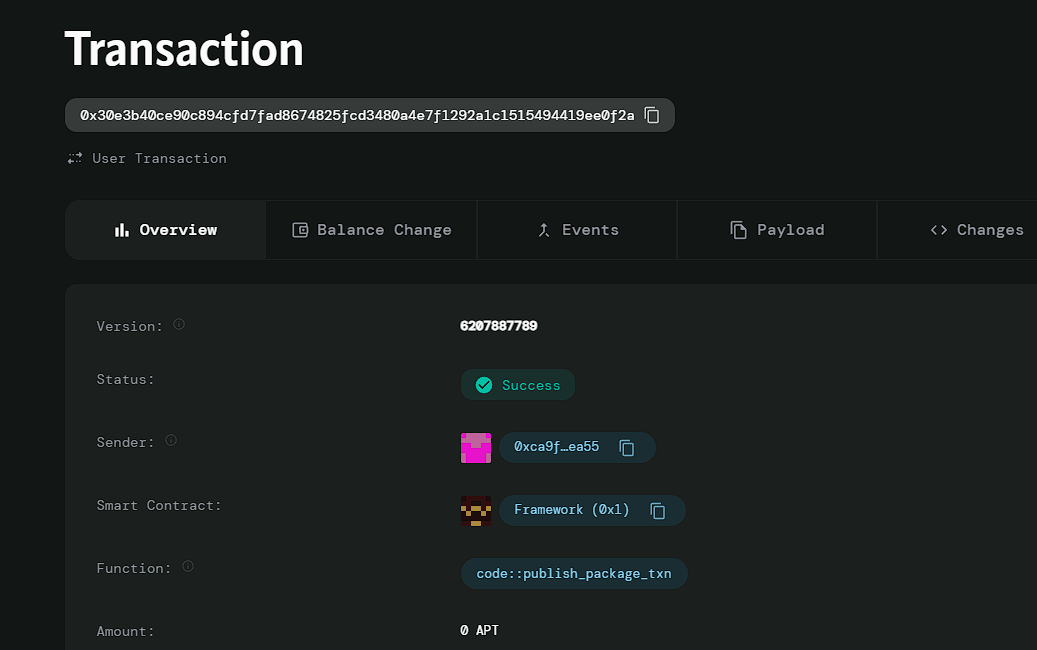 Transaction
0x30e3b40ce90c894cfd7fad8674825fcd3480a4e7f1292a1c1515494419ee0f2a
User Transaction
Overview Balance Change Events Payload Changes
Version: 6207887789
Status: Success
Sender: 0xca9f…ea55
Smart Contract: Framework (0x1)
Function: code::publish_package_txn
Amount: 0 APT